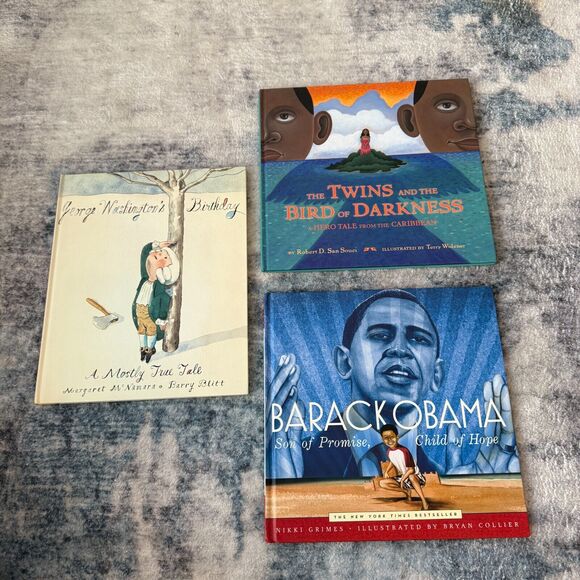 George Washington's Birthday
A Mostly True Tale
Margaret McNamara • Barry Blitt
THE TWINS AND THE
BIRD OF DARKNESS
A HERO TALE FROM THE CARIBBEAN
BY Robert D. San Souci ILLUSTRATED BY Terry Widener
BARACK OBAMA
Son of Promise, Child of Hope
THE NEW YORK TIMES BESTSELLER
NIKKI GRIMES • ILLUSTRATED BY BRYAN COLLIER